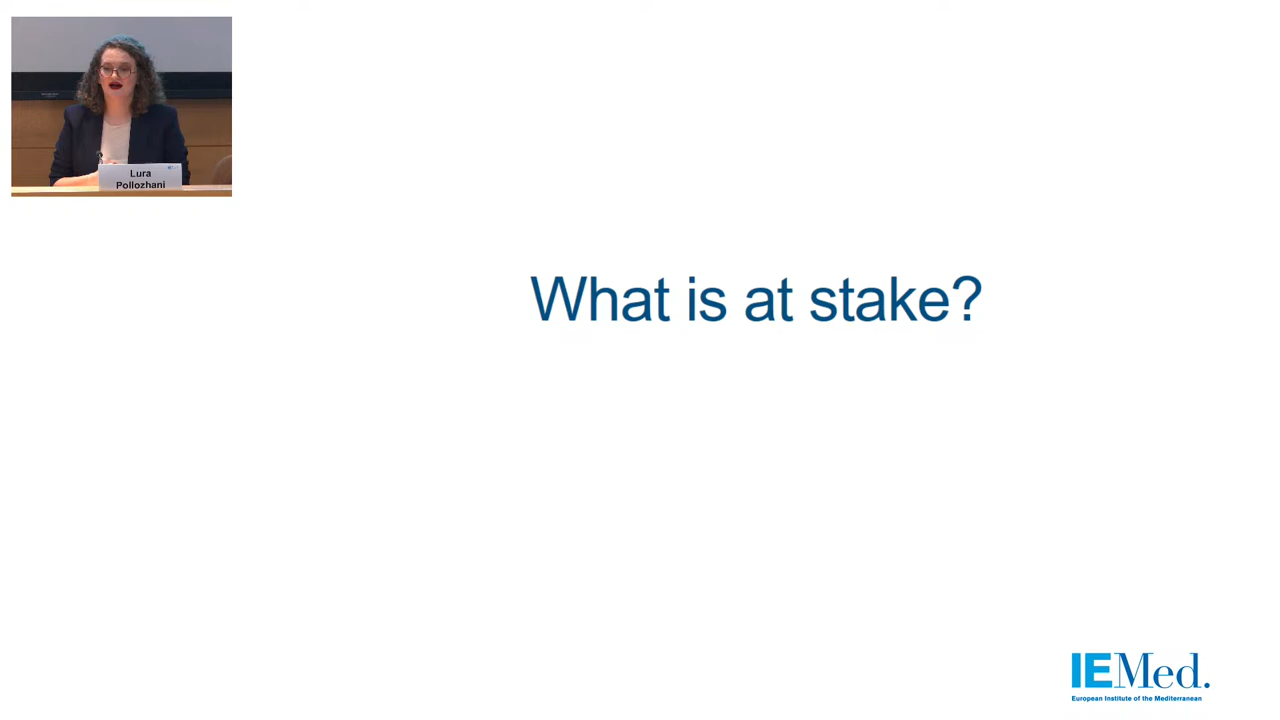 Lura
Pollozhani
What is at stake?
IEMed.
European Institute of the Mediterranean